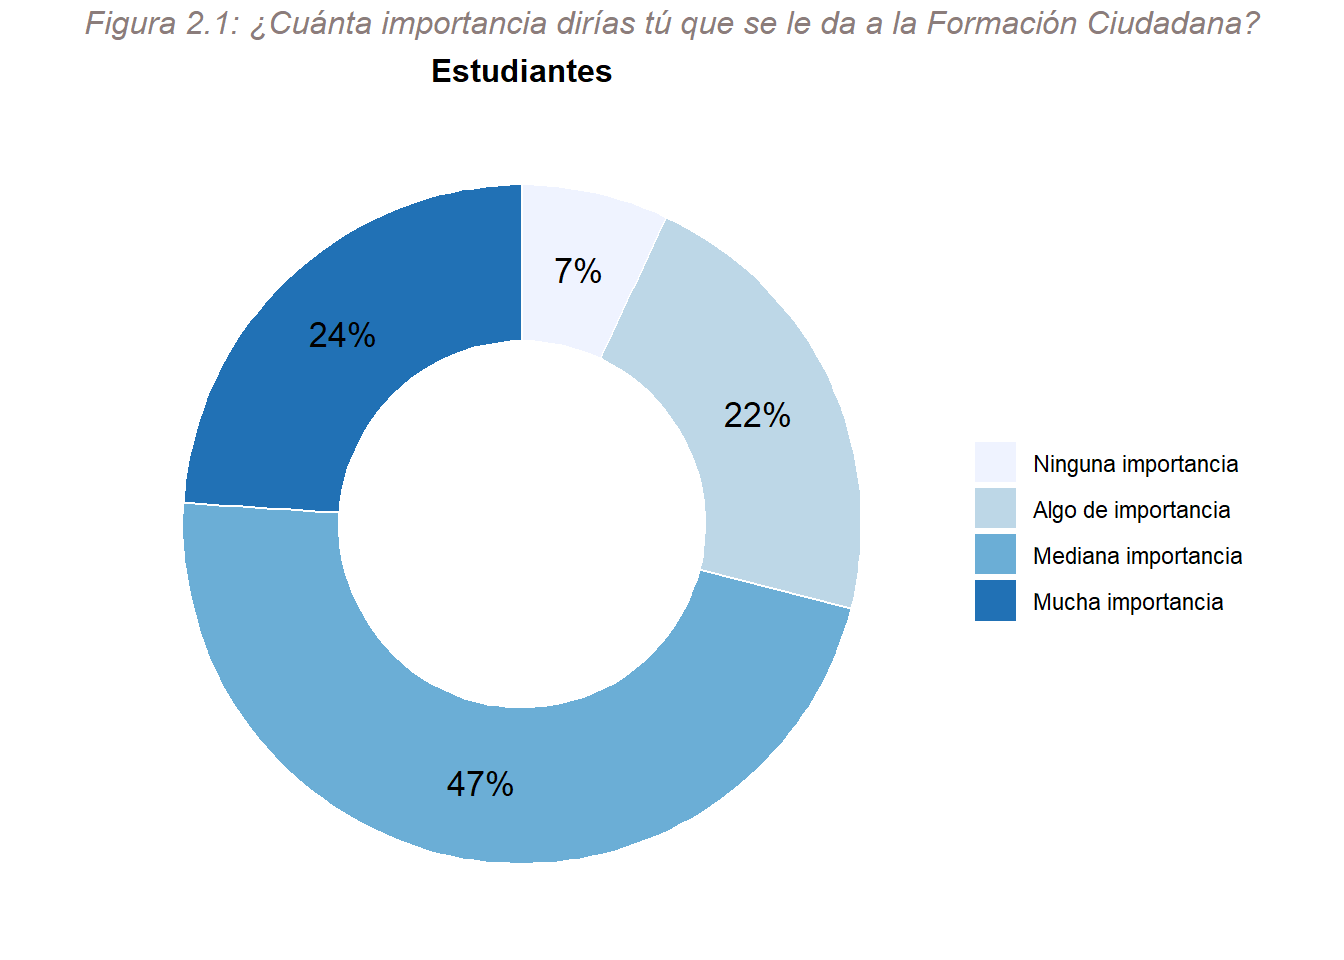 Figura 2.1: ¿Cuánta importancia dirías tú que se le da a la Formación Ciudadana?
Estudiantes
7%
24%
22%
47%
Ninguna importancia
Algo de importancia
Mediana importancia
Mucha importancia